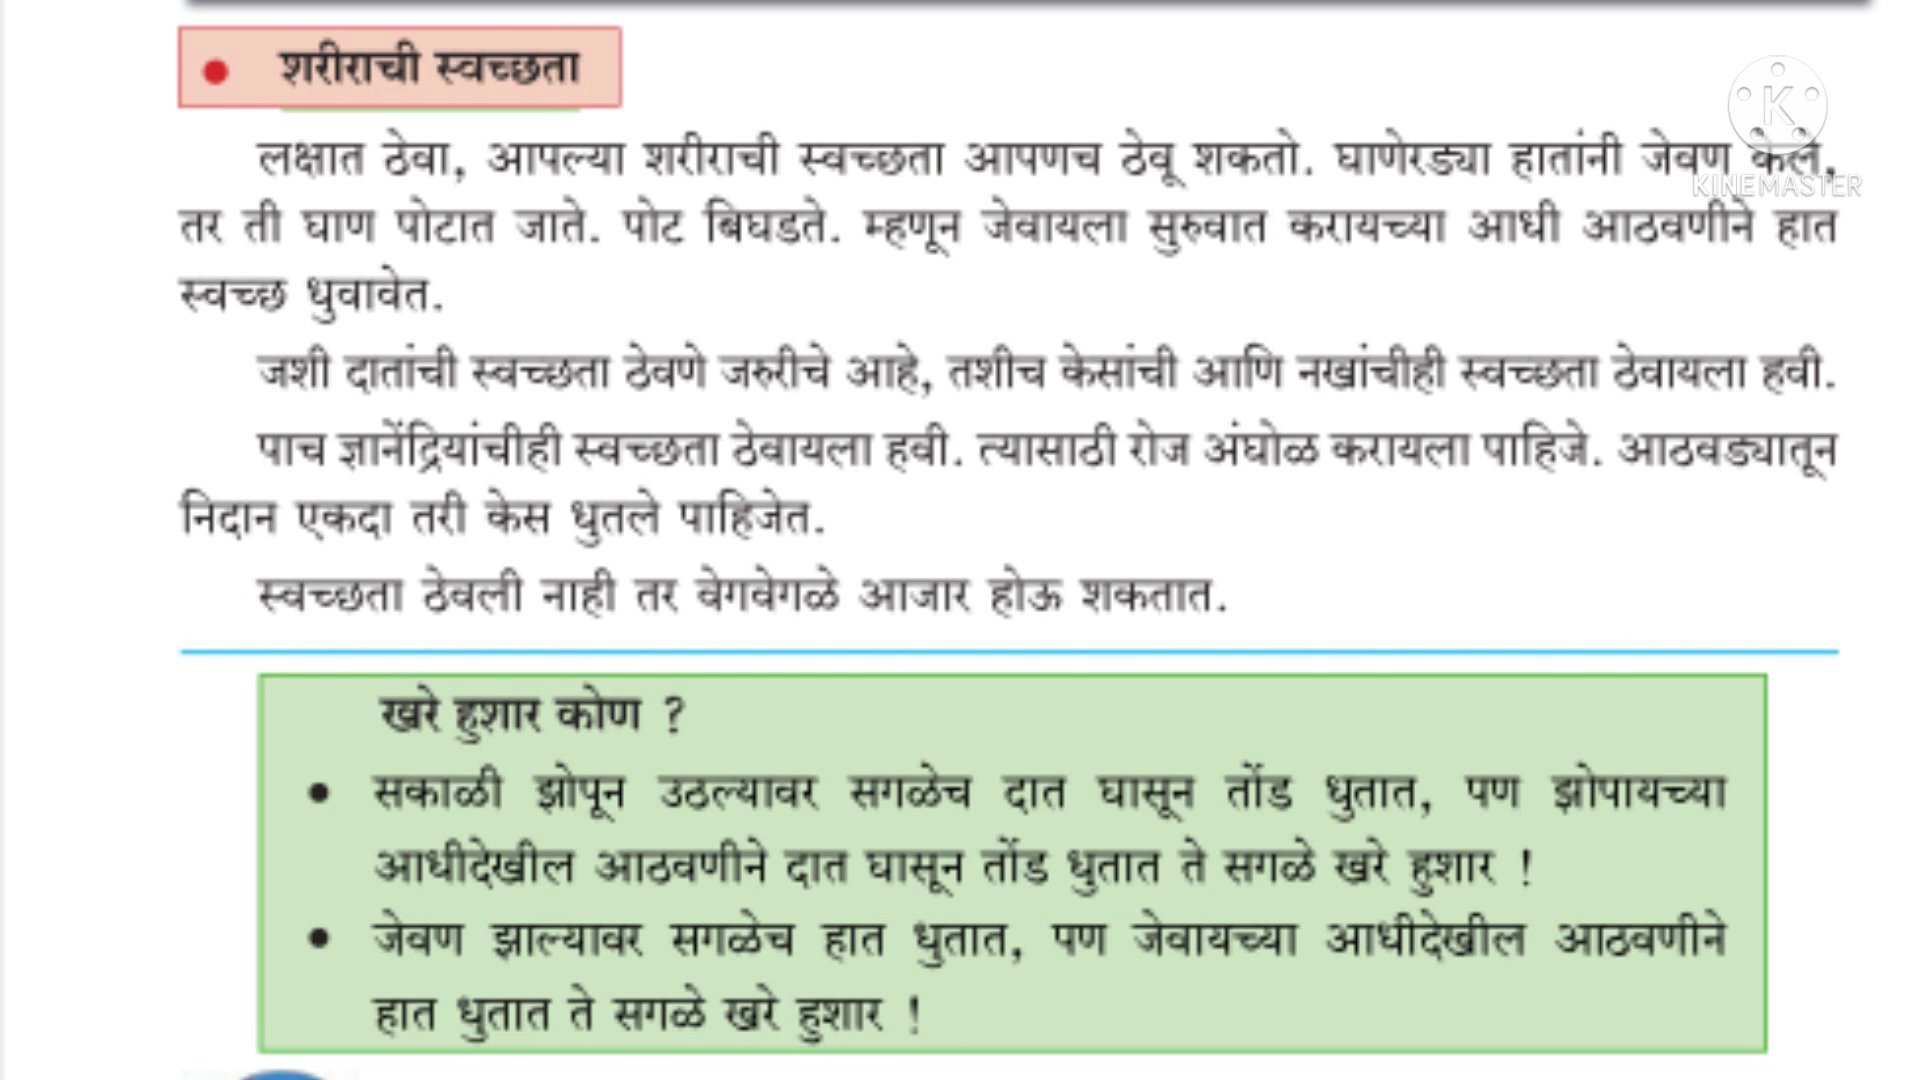 • शरीराची स्वच्छता
लक्षात ठेवा, आपल्या शरीराची स्वच्छता आपणच ठेवू शकतो. घाणेरड्या हातांनी जेवण केले,
तर ती घाण पोटात जाते. पोट बिघडते. म्हणून जेवायला सुरुवात करायच्या आधी आठवणीने हात
स्वच्छ धुवावेत.
जशी दातांची स्वच्छता ठेवणे जरुरीचे आहे, तशीच केसांची आणि नखांचीही स्वच्छता ठेवायला हवी.
पाच ज्ञानेंद्रियांचीही स्वच्छता ठेवायला हवी. त्यासाठी रोज अंघोळ करायला पाहिजे. आठवड्यातून
निदान एकदा तरी केस धुतले पाहिजेत.
स्वच्छता ठेवली नाही तर वेगवेगळे आजार होऊ शकतात.
खरे हुशार कोण ?
• सकाळी झोपून उठल्यावर सगळेच दात घासून तोंड धुतात, पण झोपायच्या
आधीदेखील आठवणीने दात घासून तोंड धुतात ते सगळे खरे हुशार !
• जेवण झाल्यावर सगळेच हात धुतात, पण जेवायच्या आधीदेखील आठवणीने
हात धुतात ते सगळे खरे हुशार !
K
KINEMASTER